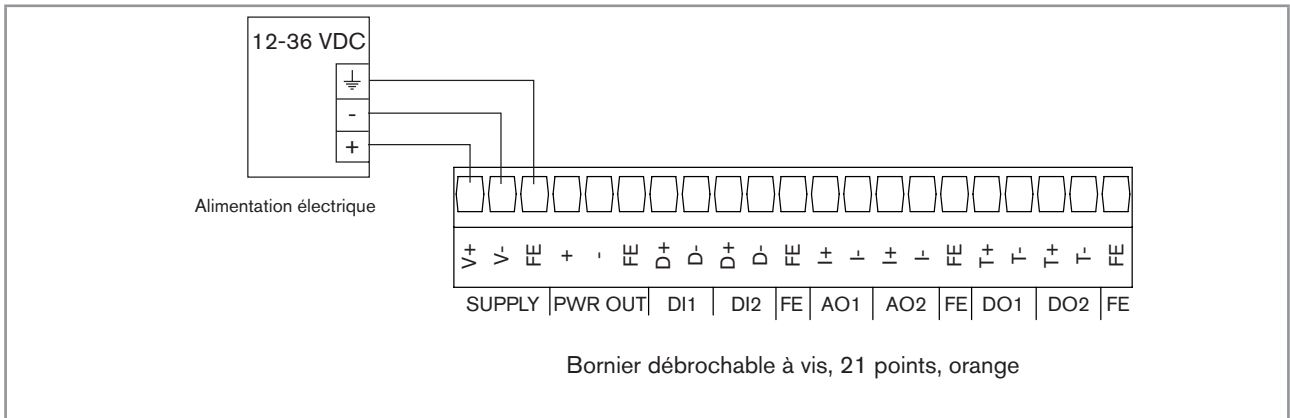 12-36 VDC
-
+
Alimentation électrique
V+ V- FE + - FE D+ D- D+ D- FE I+ I- I+ I- FE T+ T- T+ T- FE
SUPPLY PWR OUT DI1 DI2 FE AO1 AO2 FE DO1 DO2 FE
Bornier débrochable à vis, 21 points, orange